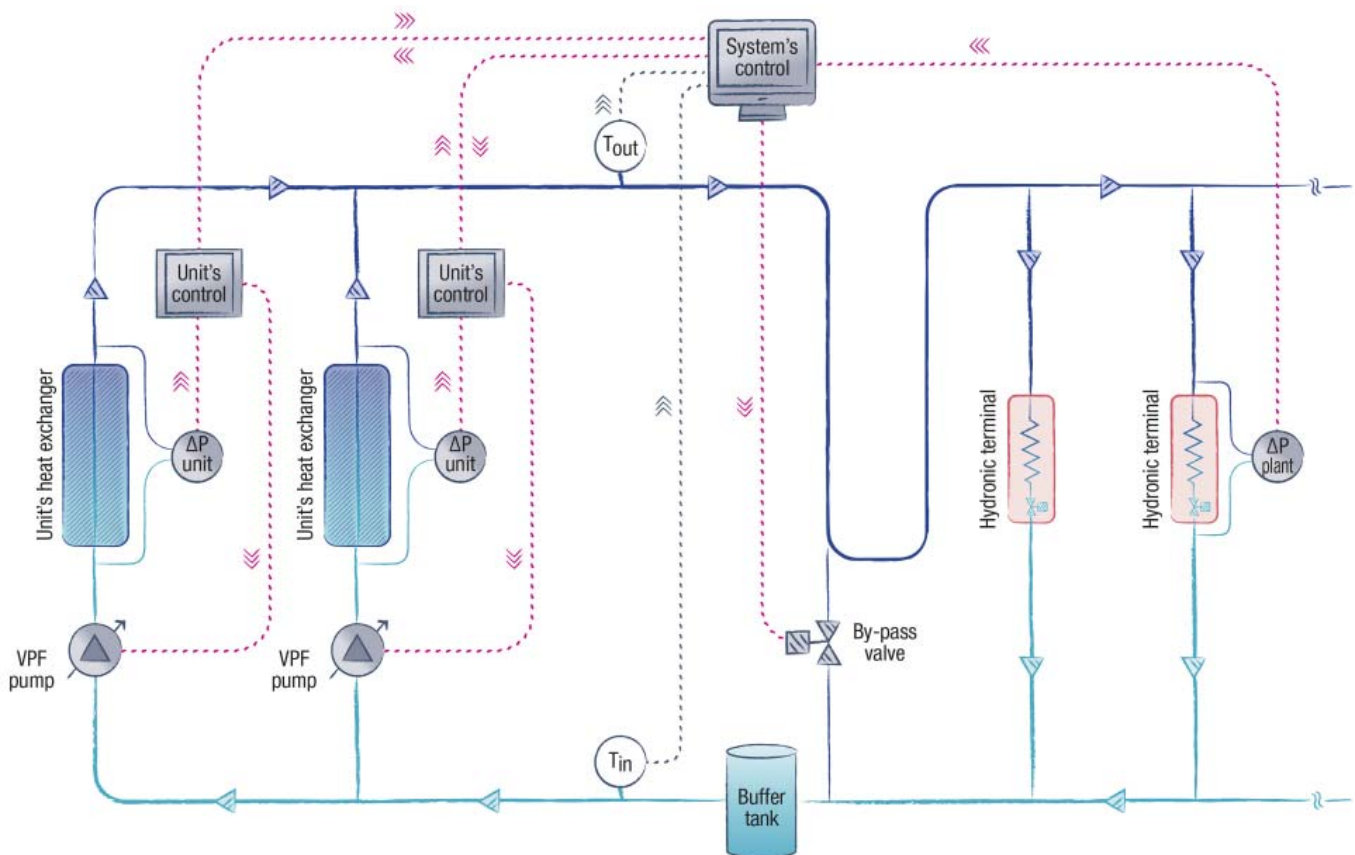 System's
control
Tout
Unit's
control
Unit's
control
Unit's heat exchanger
ΔP
unit
Unit's heat exchanger
ΔP
unit
Hydronic terminal
Hydronic terminal
ΔP
plant
VPF
pump
VPF
pump
By-pass
valve
Tin
Buffer
tank